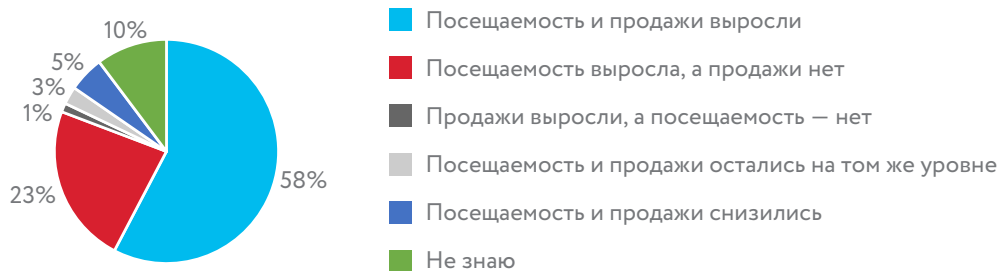 10%
5%
3%
1%
23%
58%
Посещаемость и продажи выросли
Посещаемость выросла, а продажи нет
Продажи выросли, а посещаемость — нет
Посещаемость и продажи остались на том же уровне
Посещаемость и продажи снизились
Не знаю